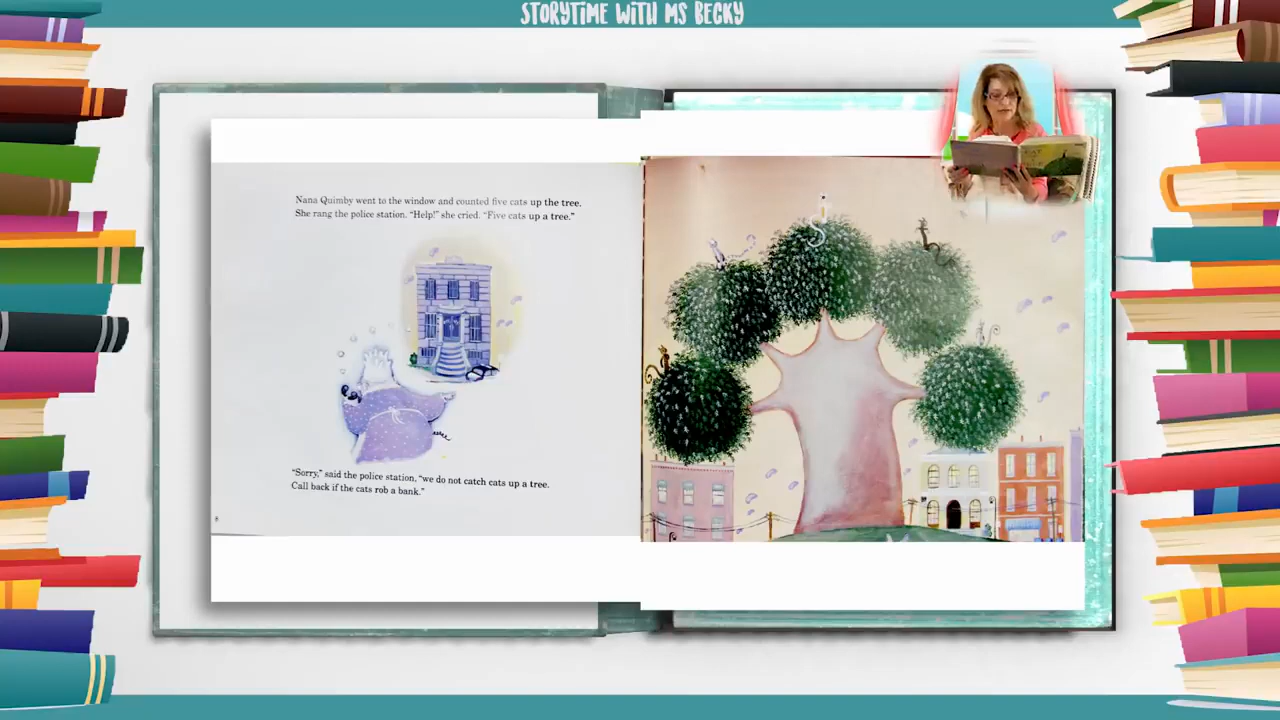 STORYTIME WITH MS BECKY
Nana Quimby went to the window and counted five cats up the tree.
She rang the police station. “Help!” she cried. “Five cats up a tree.”
“Sorry,” said the police station, “we do not catch cats up a tree.
Call back if the cats rob a bank.”